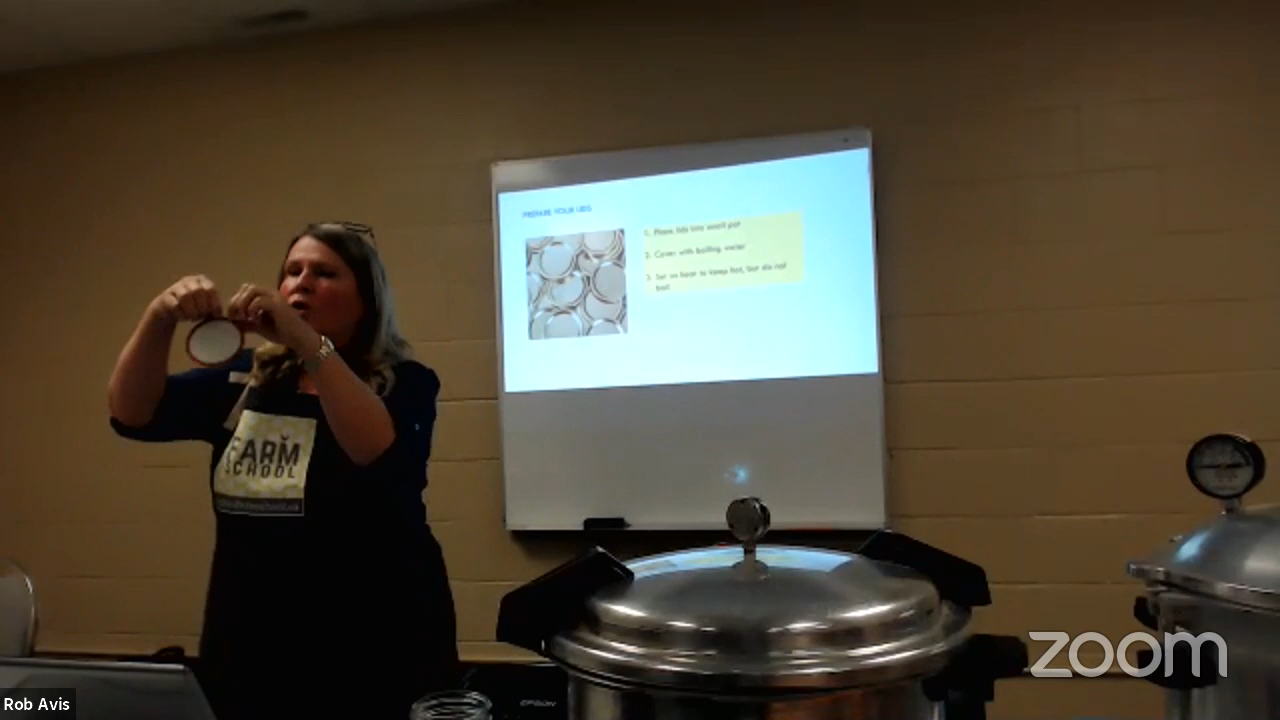 PREPARE YOUR LIDS
1. Place lids into small pot
2. Cover with boiling water
3. Set on heat to keep hot, but do not
boil
FARM
SCHOOL
EPSON
zoom
Rob Avis